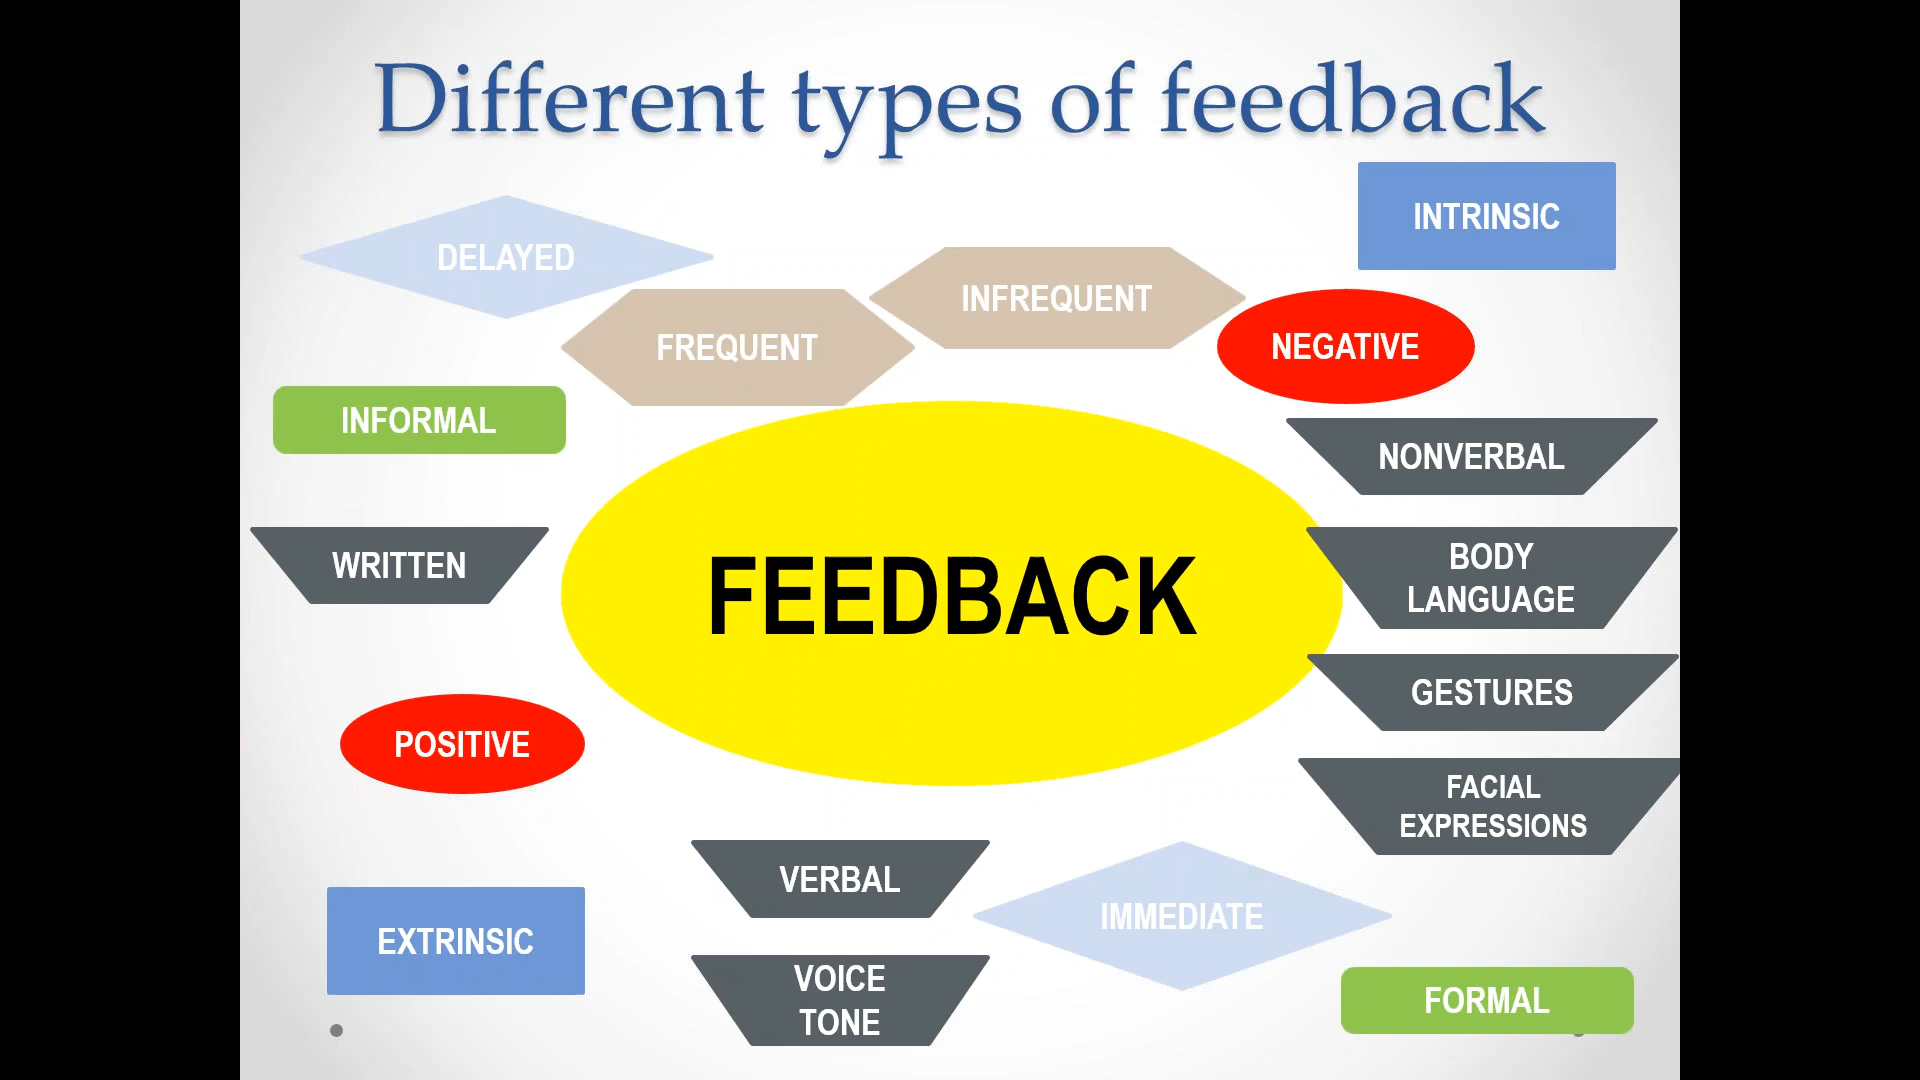 Different types of feedback
INTRINSIC
DELAYED
INFREQUENT
FREQUENT
NEGATIVE
INFORMAL
NONVERBAL
WRITTEN
BODY
LANGUAGE
FEEDBACK
GESTURES
POSITIVE
FACIAL
EXPRESSIONS
VERBAL
IMMEDIATE
EXTRINSIC
VOICE
TONE
FORMAL